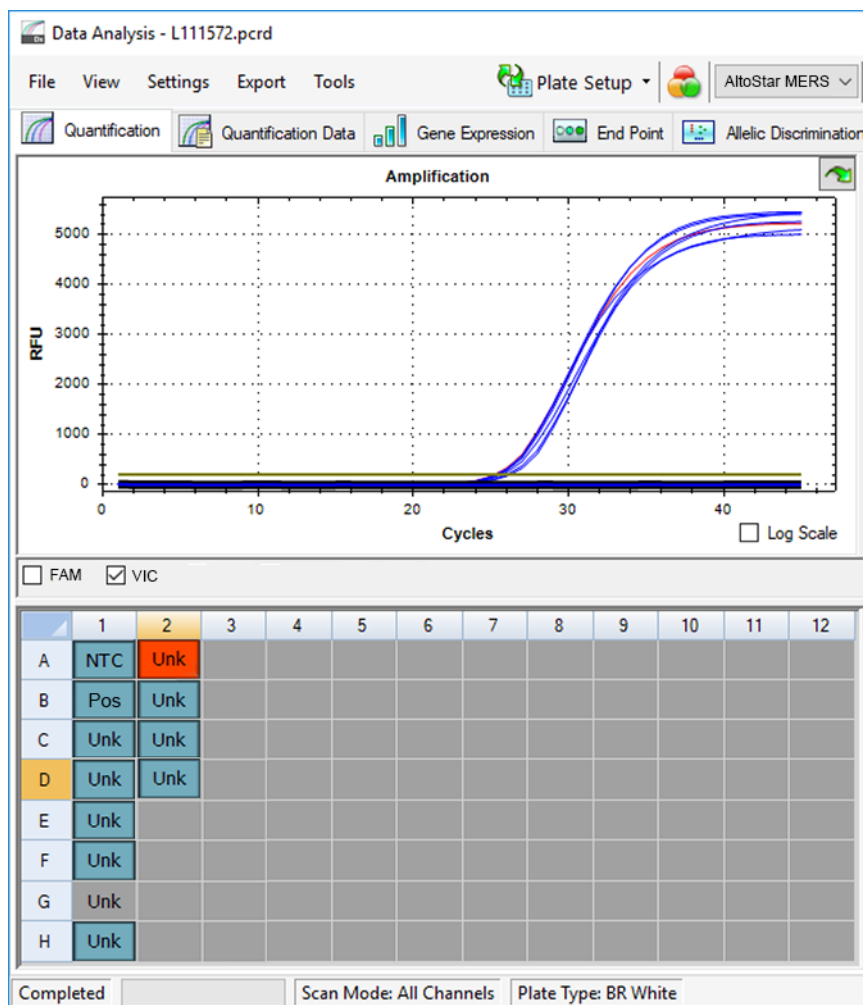 Data Analysis - L111572.pcrd
File View Settings Export Tools Plate Setup AltoStar MERS
Quantification Quantification Data Gene Expression End Point Allelic Discrimination
Amplification
5000
4000
3000
2000
1000
0
RFU
0 10 20 30 40
Cycles
Log Scale
FAM VIC
1 2 3 4 5 6 7 8 9 10 11 12
A NTC Unk
B Pos Unk
C Unk Unk
D Unk Unk
E Unk
F Unk
G Unk
H Unk
Completed Scan Mode: All Channels Plate Type: BR White